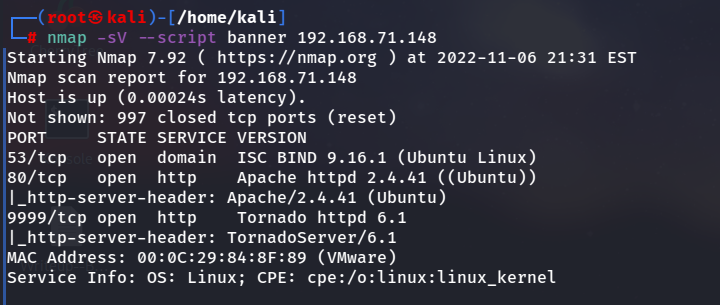 (root㉿kali)-[/home/kali]
# nmap -sV --script banner 192.168.71.148
Starting Nmap 7.92 ( https://nmap.org ) at 2022-11-06 21:31 EST
Nmap scan report for 192.168.71.148
Host is up (0.00024s latency).
Not shown: 997 closed tcp ports (reset)
PORT     STATE SERVICE VERSION
53/tcp   open  domain  ISC BIND 9.16.1 (Ubuntu Linux)
80/tcp   open  http    Apache httpd 2.4.41 ((Ubuntu))
|_http-server-header: Apache/2.4.41 (Ubuntu)
9999/tcp open  http    Tornado httpd 6.1
|_http-server-header: TornadoServer/6.1
MAC Address: 00:0C:29:84:8F:89 (VMware)
Service Info: OS: Linux; CPE: cpe:/o:linux:linux_kernel